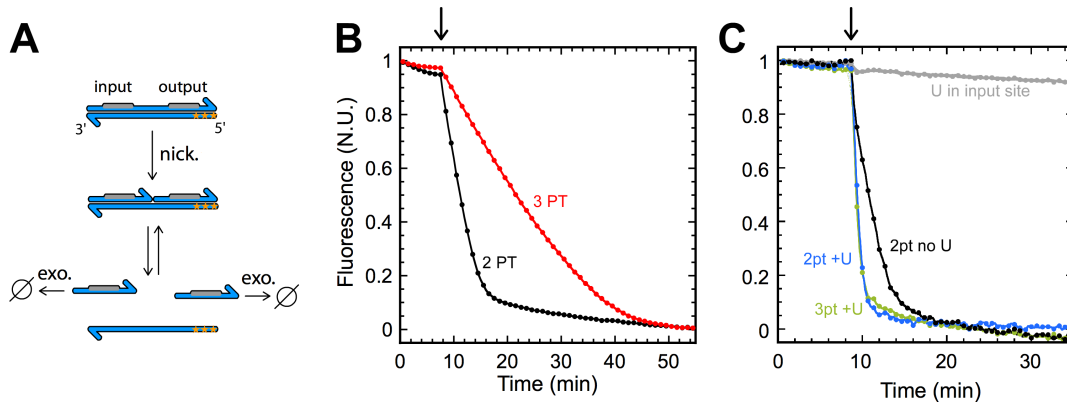 A
input output
3' ★★★ 5'
nick.
★★★
exo. exo.
∅ ∅
★★★
B
Fluorescence (N.U.)
1
0.8
0.6
0.4
0.2
0
3 PT
2 PT
0 10 20 30 40 50
Time (min)
C
1
0.8
0.6
0.4
0.2
0
U in input site
2pt no U
2pt +U
3pt +U
0 10 20 30
Time (min)